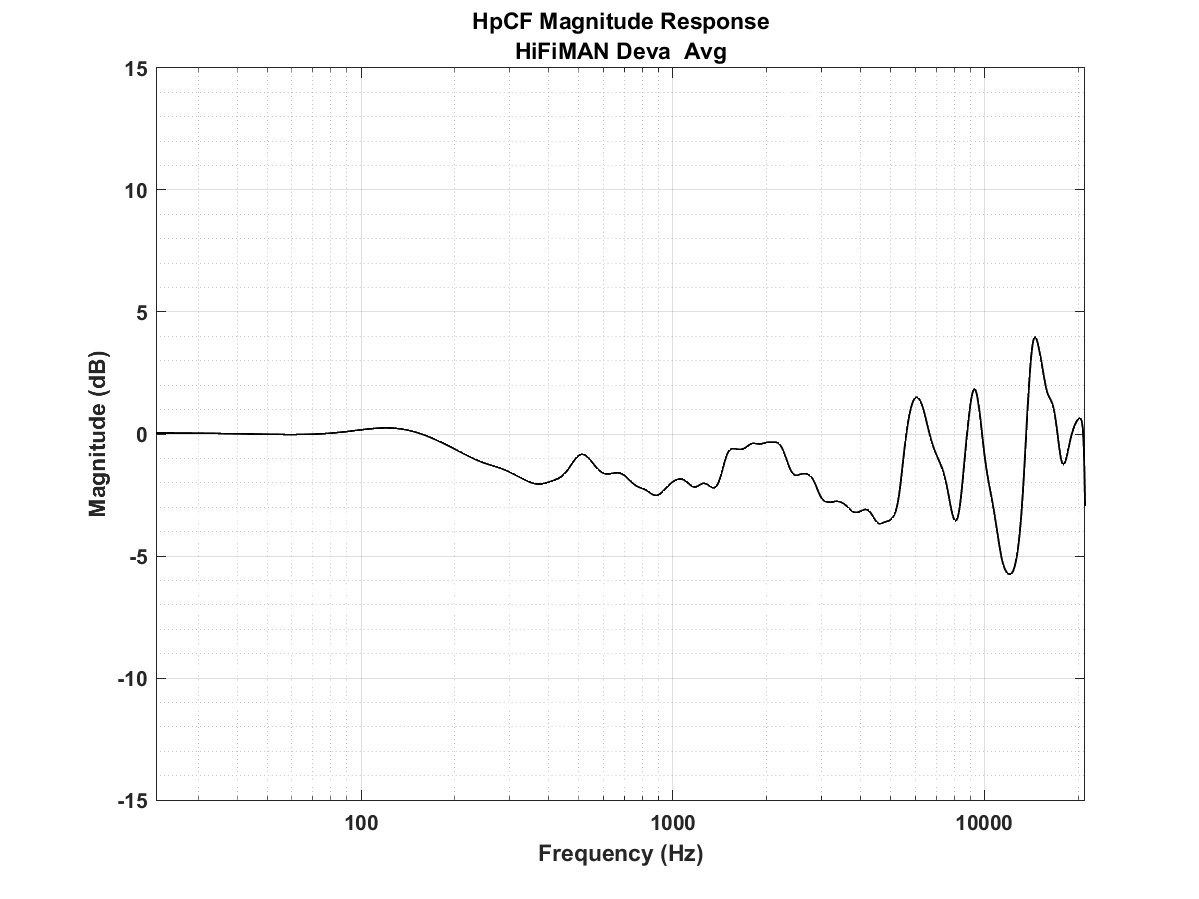 HpCF Magnitude Response
HiFiMAN Deva  Avg
15
10
5
0
-5
-10
-15
Magnitude (dB)
100
1000
10000
Frequency (Hz)